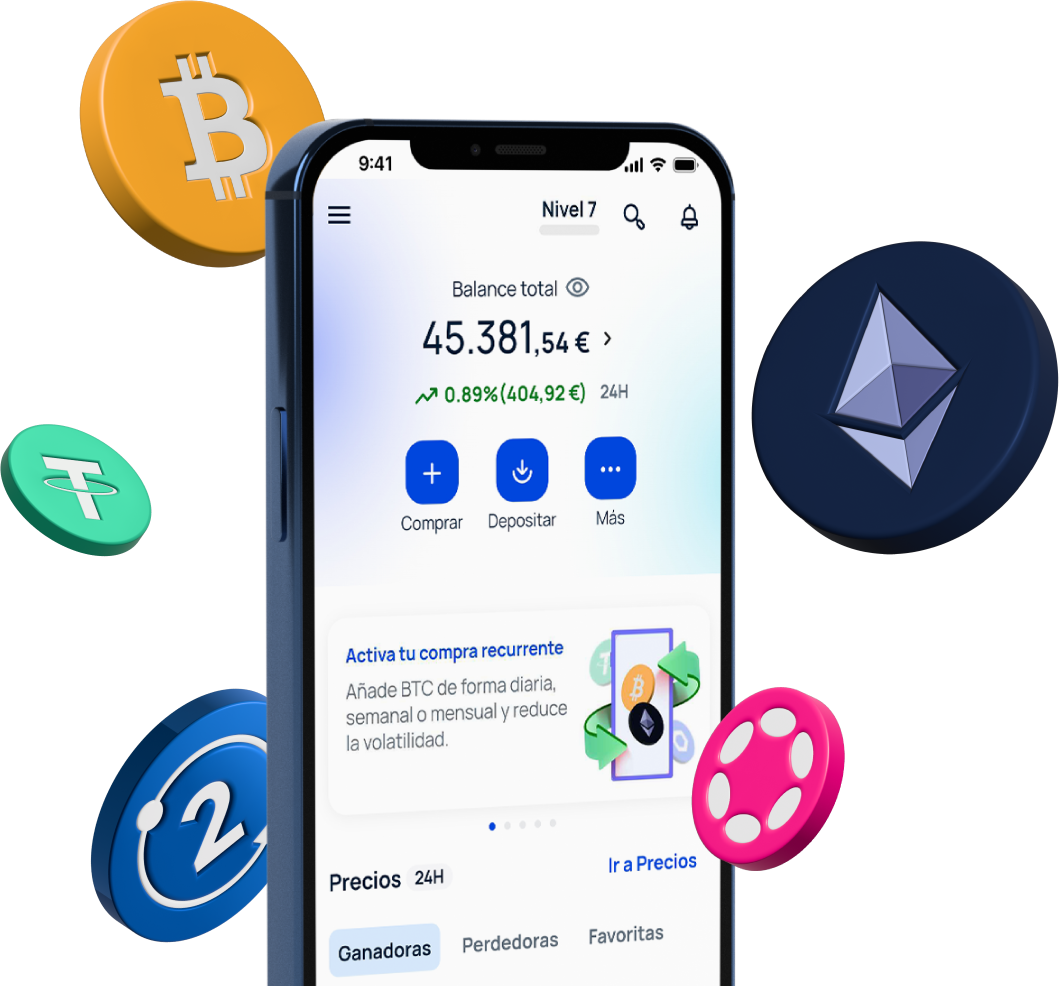 9:41
Nivel 7
Balance total
45.381,54 €
0.89%(404,92 €) 24H
Comprar Depositar Más
Activa tu compra recurrente
Añade BTC de forma diaria,
semanal o mensual y reduce
la volatilidad.
2
Precios 24H
Ir a Precios
Ganadoras Perdedoras Favoritas